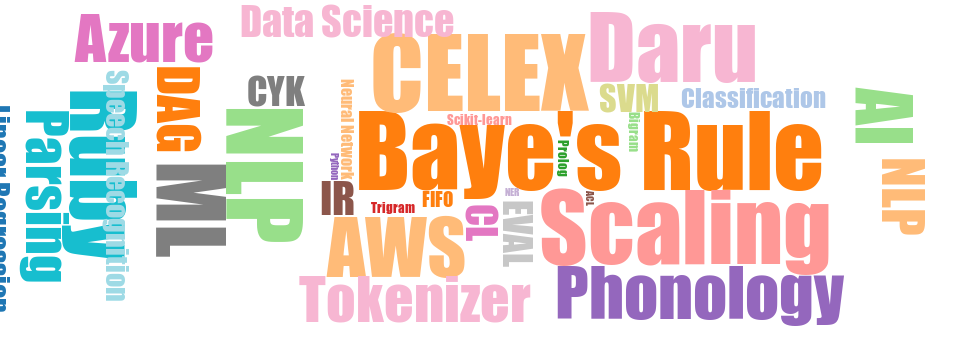 Data Science
Azure
CELEX
Daru
DAG
CYK
Speech Recognition
Ruby
Parsing
Linear Regression
NLP
Neural Network
Scikit-learn
SVM
Classification
Bigram
AI
Baye's Rule
Prolog
Python
ML
IR
Trigram
FIFO
NER
ACL
NLP
CL
EVAL
Scaling
AWS
Tokenizer
Phonology